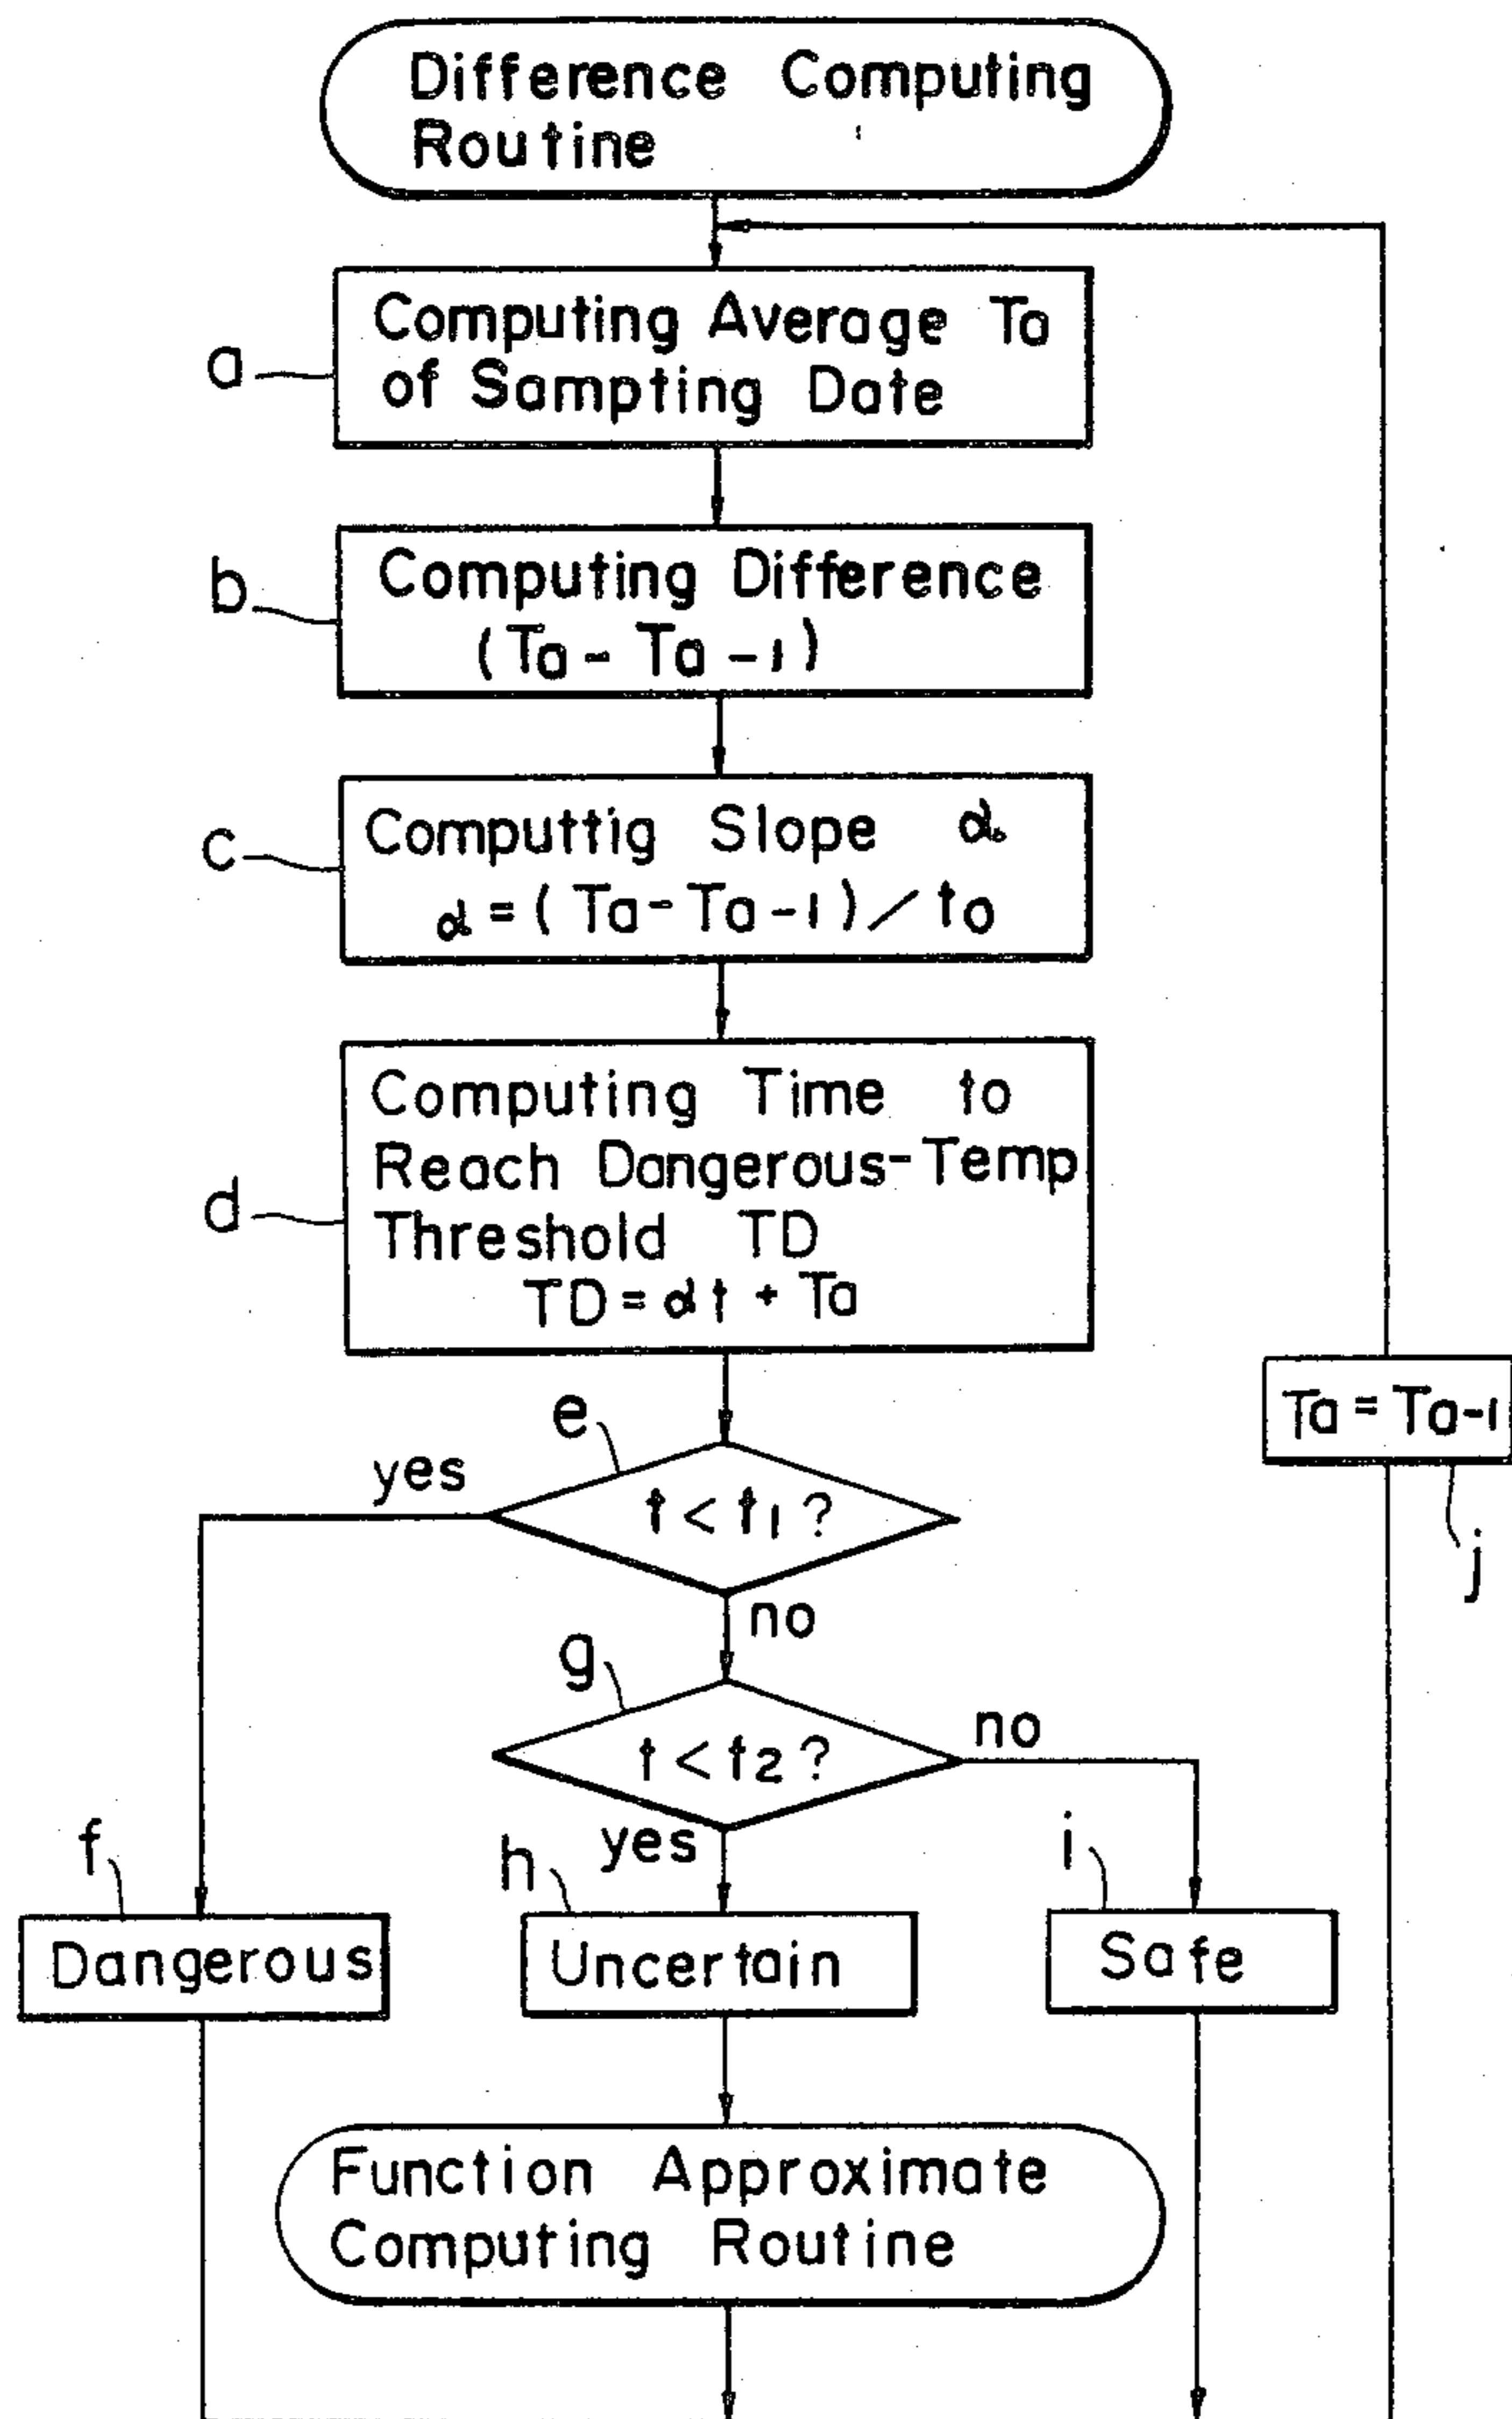 Difference Computing
Routine
Computing Average Ta
of Sampting Date
a
Computing Difference
(Ta - Ta -1)
b
Computtig Slope α
α = (Ta - Ta -1) / to
c
Computing Time to
Reach Dangerous-Temp
Threshold TD
TD = αt + Ta
d
Ta = Ta-1
j
e
yes
t < t1 ?
no
g
t < t2 ?
no
yes
f
h
i
Dangerous
Uncertain
Safe
Function Approximate
Computing Routine